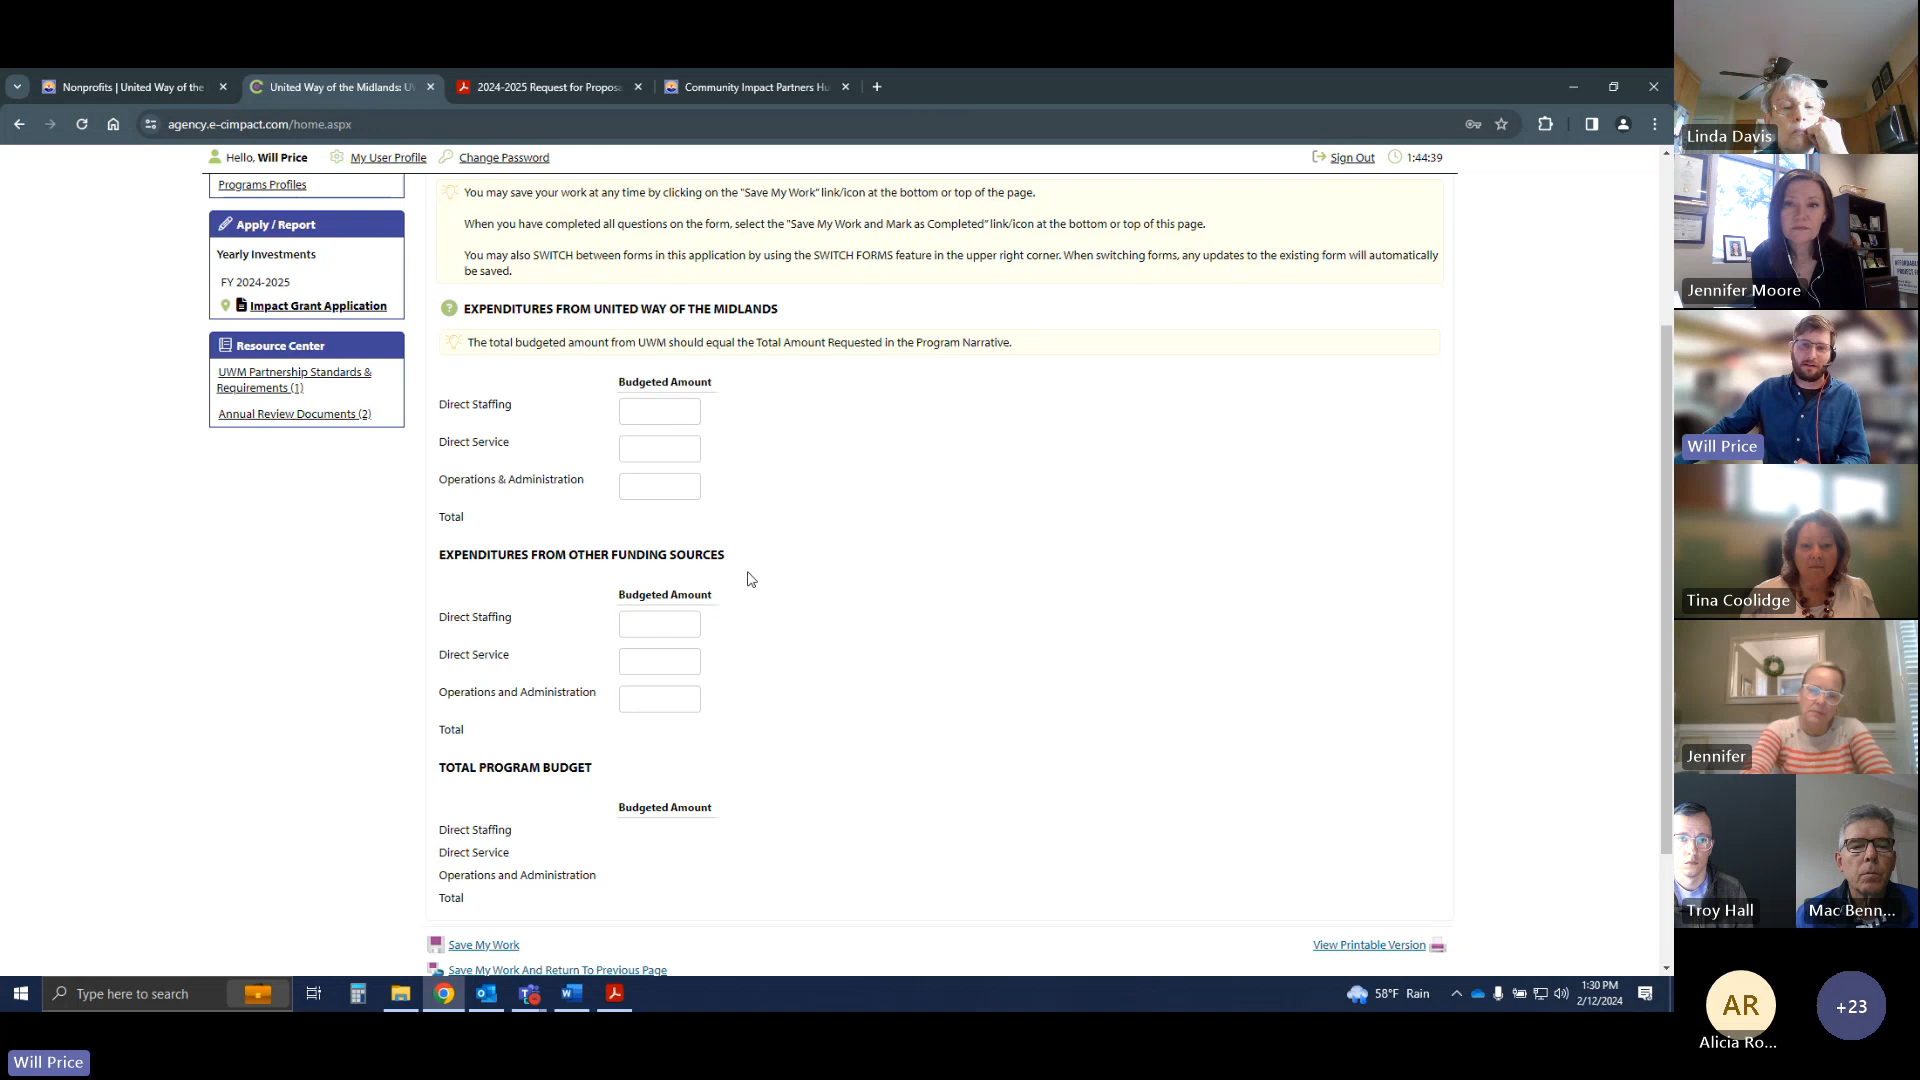 Nonprofits | United Way of the
United Way of the Midlands: U
2024-2025 Request for Proposa
Community Impact Partners Hu
agency.e-cimpact.com/home.aspx
Hello, Will Price
My User Profile
Change Password
Sign Out
1:44:39
Programs Profiles
Apply / Report
Yearly Investments
FY 2024-2025
Impact Grant Application
Resource Center
UWM Partnership Standards &
Requirements (1)
Annual Review Documents (2)
You may save your work at any time by clicking on the "Save My Work" link/icon at the bottom or top of the page.
When you have completed all questions on the form, select the "Save My Work and Mark as Completed" link/icon at the bottom or top of this page.
You may also SWITCH between forms in this application by using the SWITCH FORMS feature in the upper right corner. When switching forms, any updates to the existing form will automatically
be saved.
EXPENDITURES FROM UNITED WAY OF THE MIDLANDS
The total budgeted amount from UWM should equal the Total Amount Requested in the Program Narrative.
Budgeted Amount
Direct Staffing
Direct Service
Operations & Administration
Total
EXPENDITURES FROM OTHER FUNDING SOURCES
Budgeted Amount
Direct Staffing
Direct Service
Operations and Administration
Total
TOTAL PROGRAM BUDGET
Budgeted Amount
Direct Staffing
Direct Service
Operations and Administration
Total
Save My Work
View Printable Version
Save My Work And Return To Previous Page
Type here to search
58°F Rain
1:30 PM
2/12/2024
Linda Davis
Jennifer Moore
Will Price
Tina Coolidge
Jennifer
Troy Hall
Mac Benn...
AR
Alicia Ro...
+23
Will Price